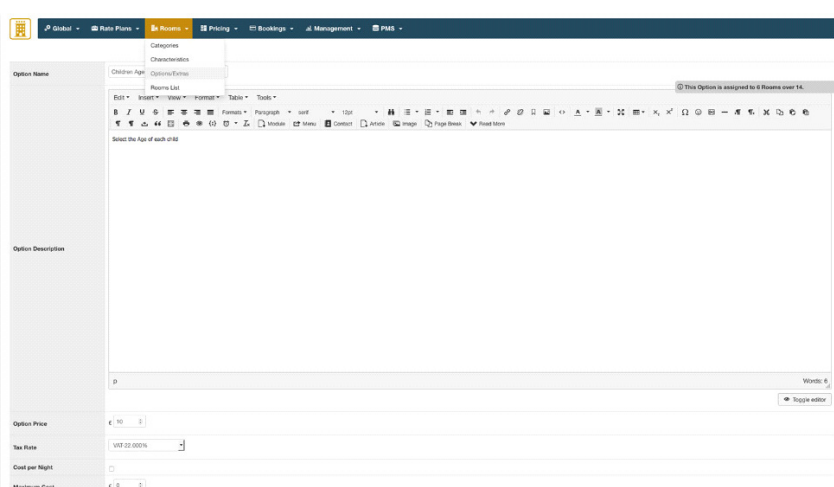 Global Rate Plans Rooms Pricing Bookings Management PMS
Categories
Characteristics
Options/Extras
Rooms List
Option Name
Children Age
This Option is assigned to 6 Rooms over 14.
Edit Insert View Format Table Tools
B I U S Formats Paragraph serif 12pt
Module Menu Contact Article Image Page Break Read More
Select the Age of each child
Option Description
p
Words: 6
Toggle editor
Option Price
£ 10
Tax Rate
VAT-22.000%
Cost per Night
Maximum Cost
£ 0